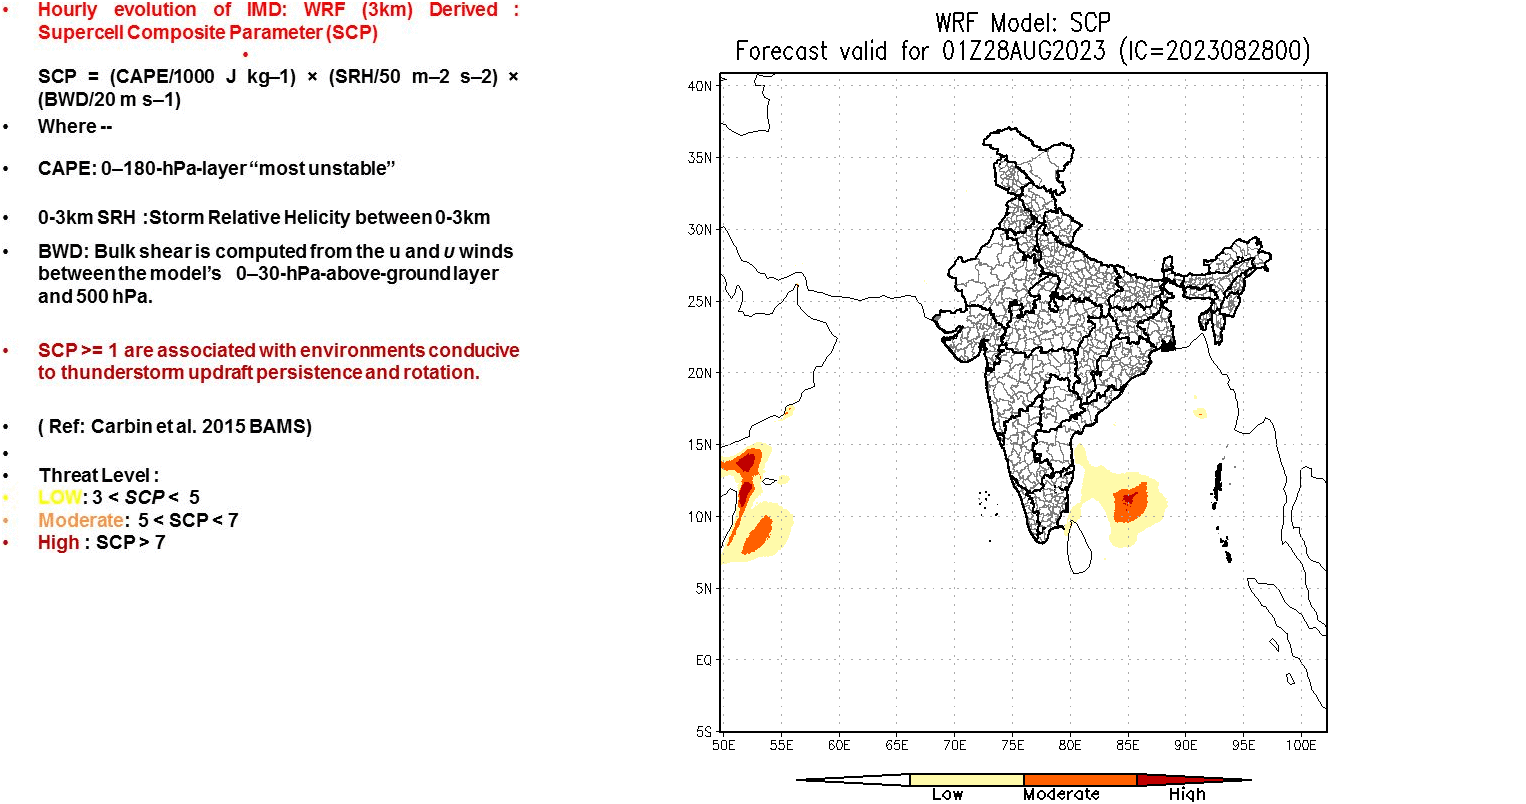 • Hourly evolution of IMD: WRF (3km) Derived :
Supercell Composite Parameter (SCP)
•
SCP = (CAPE/1000 J kg–1) × (SRH/50 m–2 s–2) ×
(BWD/20 m s–1)
• Where --
• CAPE: 0–180-hPa-layer “most unstable”
• 0-3km SRH :Storm Relative Helicity between 0-3km
• BWD: Bulk shear is computed from the u and υ winds
between the model’s 0–30-hPa-above-ground layer
and 500 hPa.
• SCP >= 1 are associated with environments conducive
to thunderstorm updraft persistence and rotation.
• ( Ref: Carbin et al. 2015 BAMS)
•
• Threat Level :
• LOW: 3 < SCP < 5
• Moderate: 5 < SCP < 7
• High : SCP > 7
WRF Model: SCP
Forecast valid for 01Z28AUG2023 (IC=2023082800)
40N
35N
30N
25N
20N
15N
10N
5N
EQ
5S
50E 55E 60E 65E 70E 75E 80E 85E 90E 95E 100E
Low Moderate High